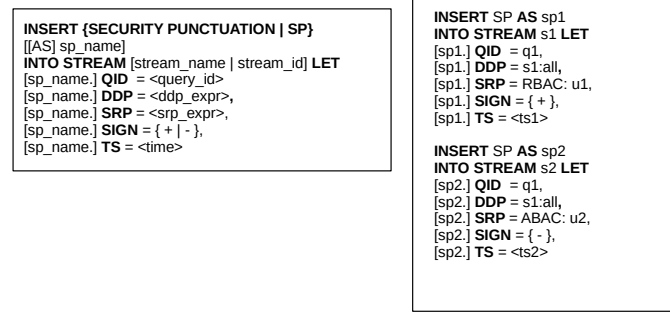 INSERT {SECURITY PUNCTUATION | SP}
[[AS] sp_name]
INTO STREAM [stream_name | stream_id] LET
[sp_name.] QID = <query_id>
[sp_name.] DDP = <ddp_expr>,
[sp_name.] SRP = <srp_expr>,
[sp_name.] SIGN = { + | - },
[sp_name.] TS = <time>
INSERT SP AS sp1
INTO STREAM s1 LET
[sp1.] QID = q1,
[sp1.] DDP = s1:all,
[sp1.] SRP = RBAC: u1,
[sp1.] SIGN = { + },
[sp1.] TS = <ts1>
INSERT SP AS sp2
INTO STREAM s2 LET
[sp2.] QID = q1,
[sp2.] DDP = s1:all,
[sp2.] SRP = ABAC: u2,
[sp2.] SIGN = { - },
[sp2.] TS = <ts2>